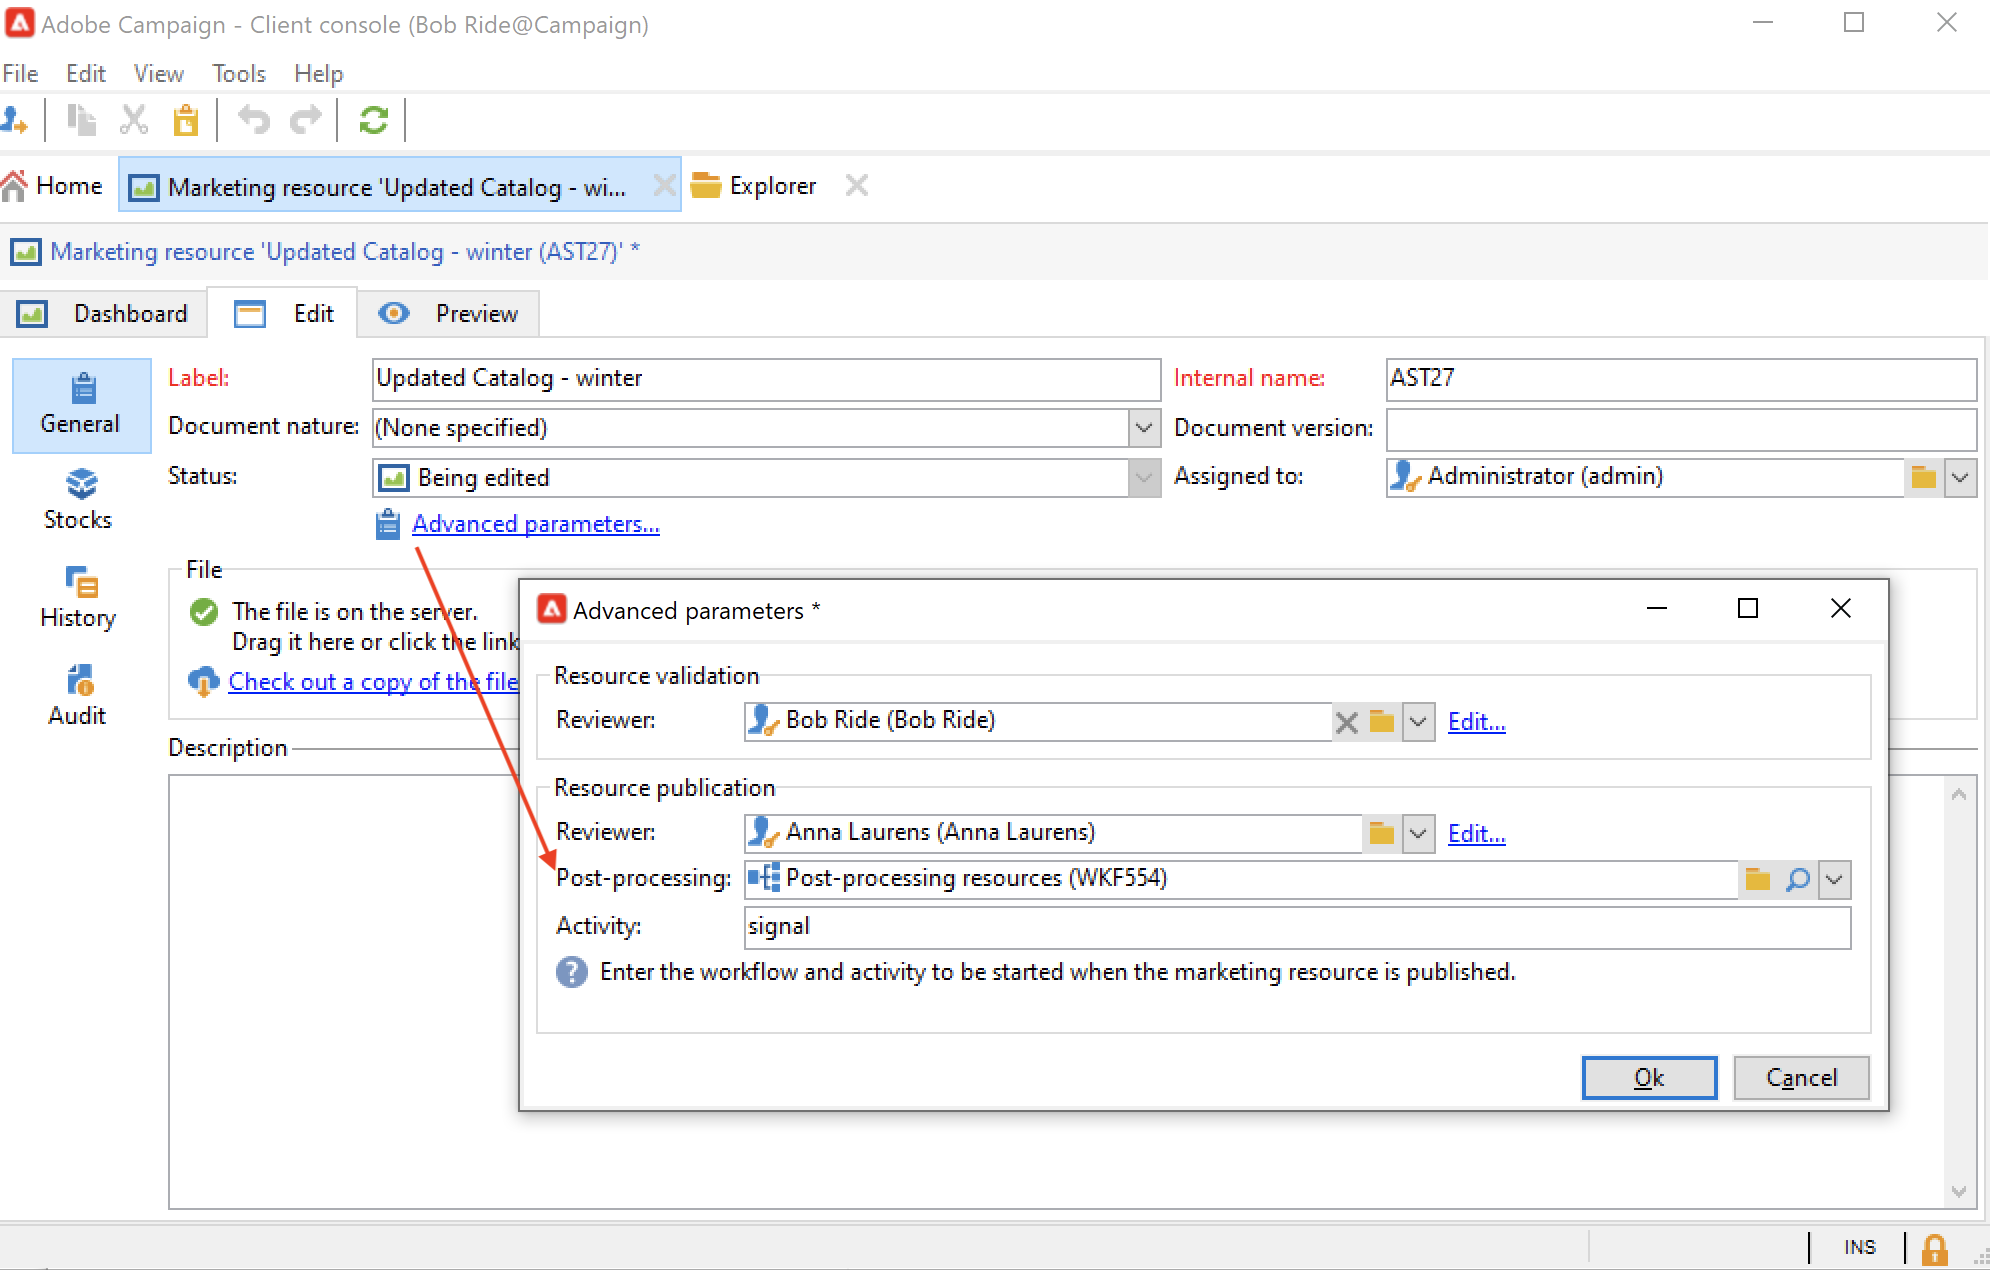 Adobe Campaign - Client console (Bob Ride@Campaign)
File Edit View Tools Help
Home Marketing resource 'Updated Catalog - wi... Explorer
Marketing resource 'Updated Catalog - winter (AST27)' *
Dashboard Edit Preview
General
Stocks
History
Audit
Label: Updated Catalog - winter Internal name: AST27
Document nature: (None specified) Document version:
Status: Being edited Assigned to: Administrator (admin)
Advanced parameters...
File
The file is on the server.
Drag it here or click the link
Check out a copy of the file
Description
Advanced parameters *
Resource validation
Reviewer: Bob Ride (Bob Ride) Edit...
Resource publication
Reviewer: Anna Laurens (Anna Laurens) Edit...
Post-processing: Post-processing resources (WKF554)
Activity: signal
? Enter the workflow and activity to be started when the marketing resource is published.
Ok Cancel
INS